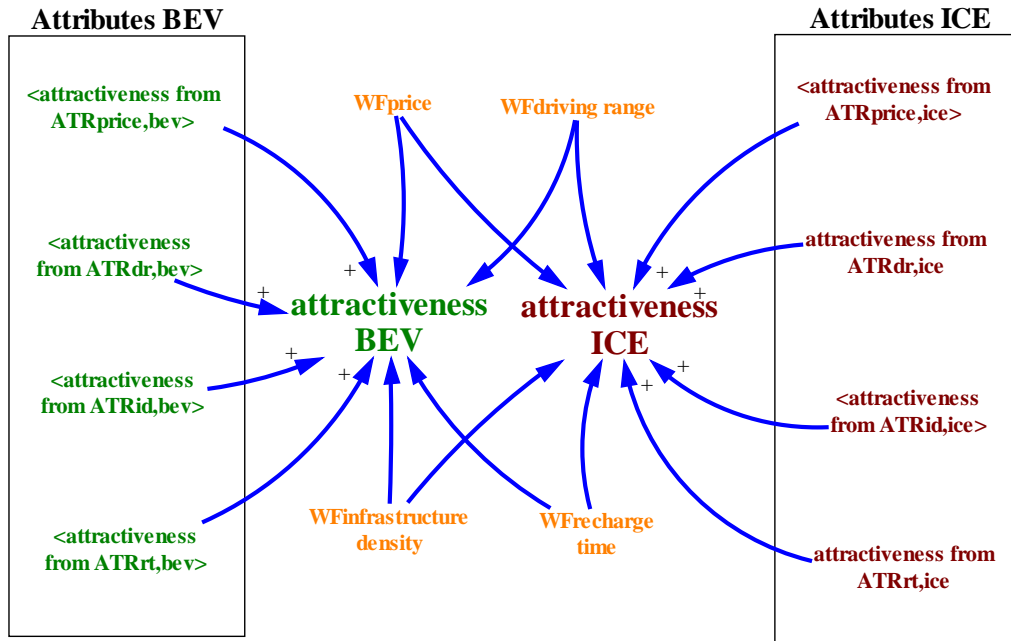 Attributes BEV
Attributes ICE
<attractiveness from
ATRprice,bev>
WFprice
WFdriving range
<attractiveness from
ATRprice,ice>
<attractiveness
from ATRdr,bev>
attractiveness from
ATRdr,ice
+
+
+
+
attractiveness
BEV
attractiveness
ICE
+
+
+
+
<attractiveness
from ATRid,bev>
<attractiveness
from ATRid,ice>
WFinfrastructure
density
WFrecharge
time
<attractiveness
from ATRrt,bev>
attractiveness from
ATRrt,ice